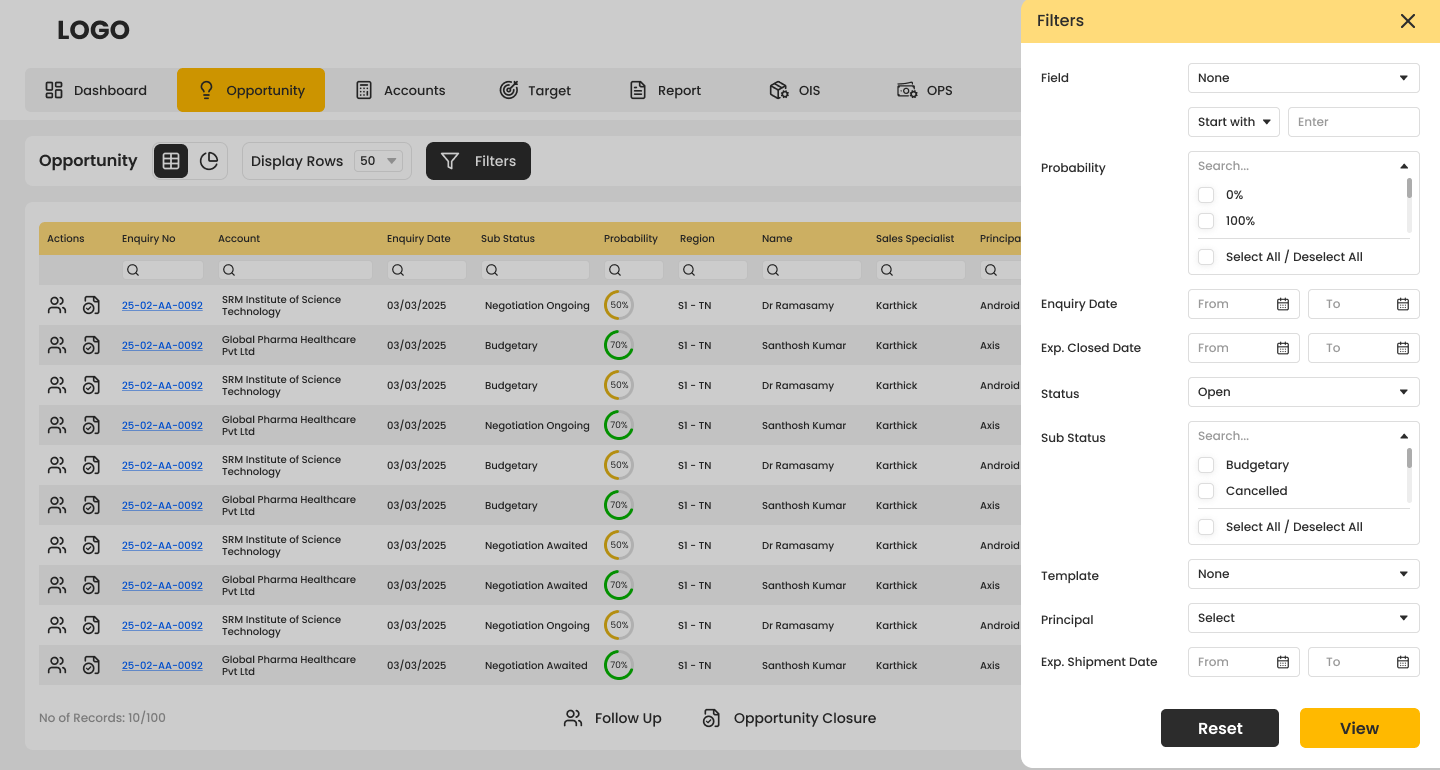 LOGO
Dashboard Opportunity Accounts Target Report OIS OPS
Opportunity Display Rows 50 Filters
Actions Enquiry No Account Enquiry Date Sub Status Probability Region Name Sales Specialist Principa
25-02-AA-0092 SRM Institute of Science Technology 03/03/2025 Negotiation Ongoing 50% S1 - TN Dr Ramasamy Karthick Android
25-02-AA-0092 Global Pharma Healthcare Pvt Ltd 03/03/2025 Budgetary 70% S1 - TN Santhosh Kumar Karthick Axis
25-02-AA-0092 SRM Institute of Science Technology 03/03/2025 Budgetary 50% S1 - TN Dr Ramasamy Karthick Android
25-02-AA-0092 Global Pharma Healthcare Pvt Ltd 03/03/2025 Negotiation Ongoing 70% S1 - TN Santhosh Kumar Karthick Axis
25-02-AA-0092 SRM Institute of Science Technology 03/03/2025 Budgetary 50% S1 - TN Dr Ramasamy Karthick Android
25-02-AA-0092 Global Pharma Healthcare Pvt Ltd 03/03/2025 Budgetary 70% S1 - TN Santhosh Kumar Karthick Axis
25-02-AA-0092 SRM Institute of Science Technology 03/03/2025 Negotiation Awaited 50% S1 - TN Dr Ramasamy Karthick Android
25-02-AA-0092 Global Pharma Healthcare Pvt Ltd 03/03/2025 Negotiation Awaited 70% S1 - TN Santhosh Kumar Karthick Axis
25-02-AA-0092 SRM Institute of Science Technology 03/03/2025 Negotiation Ongoing 50% S1 - TN Dr Ramasamy Karthick Android
25-02-AA-0092 Global Pharma Healthcare Pvt Ltd 03/03/2025 Negotiation Awaited 70% S1 - TN Santhosh Kumar Karthick Axis
No of Records: 10/100 Follow Up Opportunity Closure
Filters
Field None
Start with Enter
Probability Search...
0%
100%
Select All / Deselect All
Enquiry Date From To
Exp. Closed Date From To
Status Open
Sub Status Search...
Budgetary
Cancelled
Select All / Deselect All
Template None
Principal Select
Exp. Shipment Date From To
Reset View